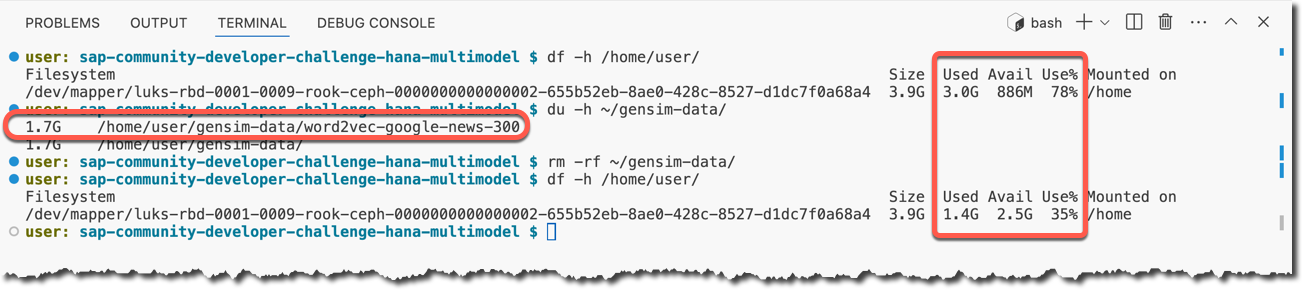 PROBLEMS OUTPUT TERMINAL DEBUG CONSOLE bash
user: sap-community-developer-challenge-hana-multimodel $ df -h /home/user/
Filesystem Size Used Avail Use% Mounted on
/dev/mapper/luks-rbd-0001-0009-rook-ceph-0000000000000002-655b52eb-8ae0-428c-8527-d1dc7f0a68a4 3.9G 3.0G 886M 78% /home
user: sap-community-developer-challenge-hana-multimodel $ du -h ~/gensim-data/
1.7G /home/user/gensim-data/word2vec-google-news-300
1.7G /home/user/gensim-data/
user: sap-community-developer-challenge-hana-multimodel $ rm -rf ~/gensim-data/
user: sap-community-developer-challenge-hana-multimodel $ df -h /home/user/
Filesystem Size Used Avail Use% Mounted on
/dev/mapper/luks-rbd-0001-0009-rook-ceph-0000000000000002-655b52eb-8ae0-428c-8527-d1dc7f0a68a4 3.9G 1.4G 2.5G 35% /home
user: sap-community-developer-challenge-hana-multimodel $